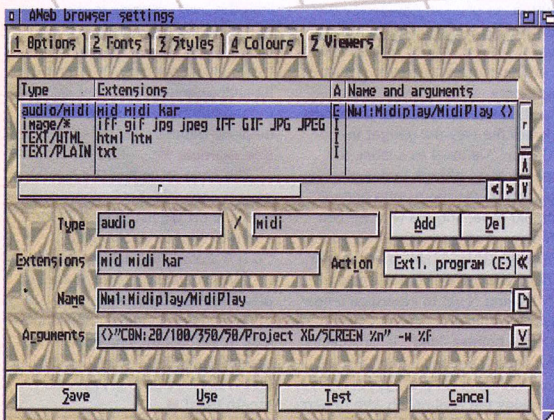 AWeb browser settings
1 Options 2 Fonts 3 Styles 4 Colours 5 Viewers
Type Extensions A Name and arguments
audio/midi mid midi kar E Nw1:Midiplay/MidiPlay <>
image/* iff gif jpg jpeg IFF GIF JPG JPEG I
TEXT/HTML html htm I
TEXT/PLAIN txt I
Type audio / midi Add Del
Extensions mid midi kar Action Extl. program (E)
Name Nw1:Midiplay/MidiPlay
Arguments <>"CON:20/100/350/50/Project XG/SCREEN %n" -w %f
Save Use Test Cancel